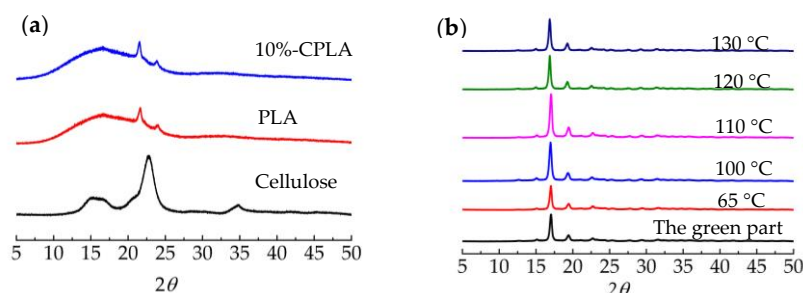 (a)
10%-CPLA
PLA
Cellulose
5 10 15 20 25 30 35 40 45 50
2θ
(b)
130 °C
120 °C
110 °C
100 °C
65 °C
The green part
5 10 15 20 25 30 35 40 45 50
2θ